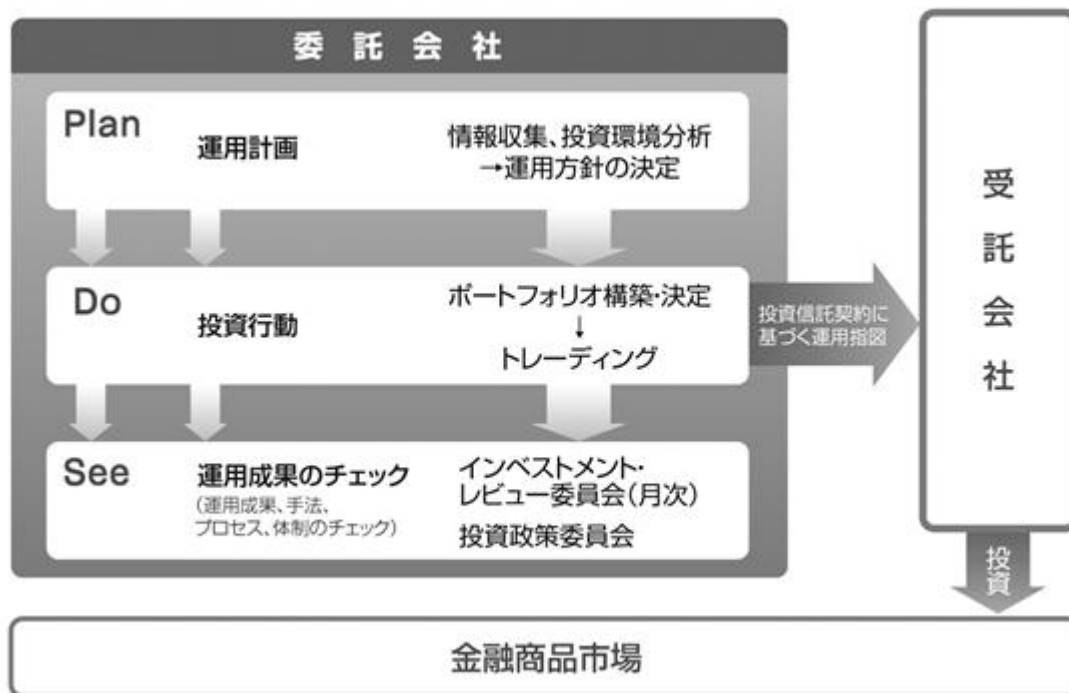 委託会社
Plan
運用計画
情報収集、投資環境分析
→運用方針の決定
Do
投資行動
ポートフォリオ構築・決定
↓
トレーディング
投資信託契約に
基づく運用指図
See
運用成果のチェック
(運用成果、手法、
プロセス、体制のチェック)
インベストメント・
レビュー委員会(月次)
投資政策委員会
受託会社
投資
金融商品市場